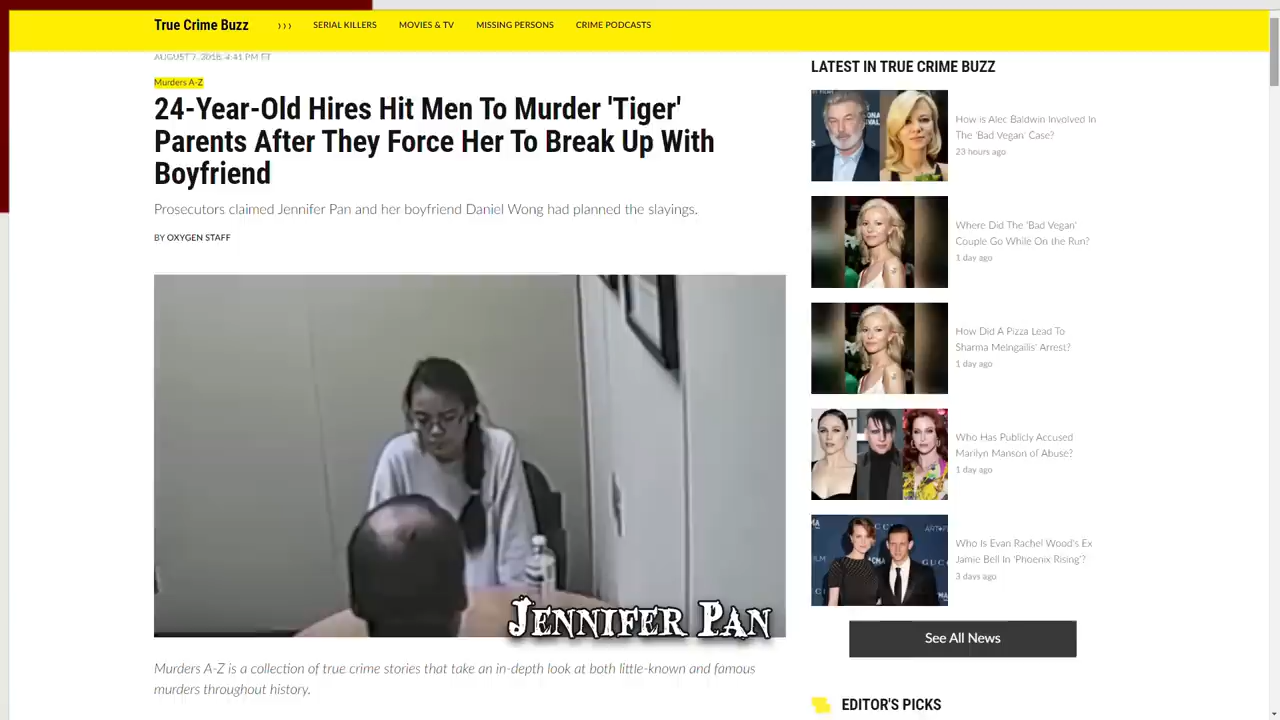 True Crime Buzz
SERIAL KILLERS
MOVIES & TV
MISSING PERSONS
CRIME PODCASTS
4:41 PM ET
Murders A-Z
24-Year-Old Hires Hit Men To Murder 'Tiger'
Parents After They Force Her To Break Up With
Boyfriend
Prosecutors claimed Jennifer Pan and her boyfriend Daniel Wong had planned the slayings.
BY OXYGEN STAFF
JENNIFER PAN
Murders A-Z is a collection of true crime stories that take an in-depth look at both little-known and famous
murders throughout history.
LATEST IN TRUE CRIME BUZZ
How is Alec Baldwin Involved In
The 'Bad Vegan' Case?
23 hours ago
Where Did The 'Bad Vegan'
Couple Go While On the Run?
1 day ago
How Did A Pizza Lead To
Sharma Melngailis' Arrest?
1 day ago
Who Has Publicly Accused
Marilyn Manson of Abuse?
1 day ago
Who Is Evan Rachel Wood's Ex
Jamie Bell In 'Phoenix Rising'?
3 days ago
See All News
EDITOR'S PICKS